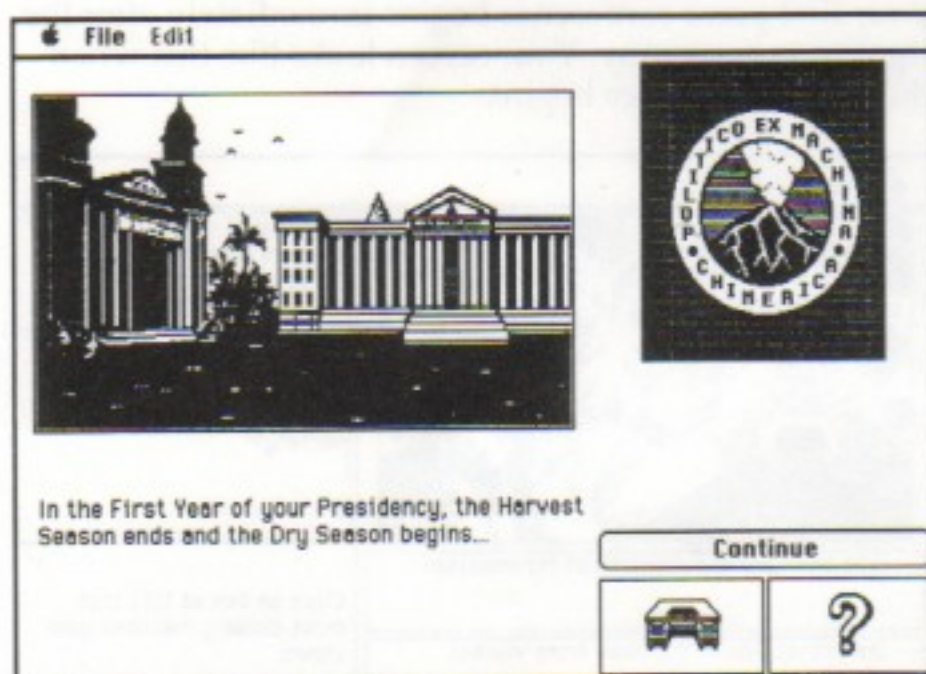 File Edit
POLITICO EX MACHINA • CHIMERICA •
In the First Year of your Presidency, the Harvest
Season ends and the Dry Season begins...
Continue
?